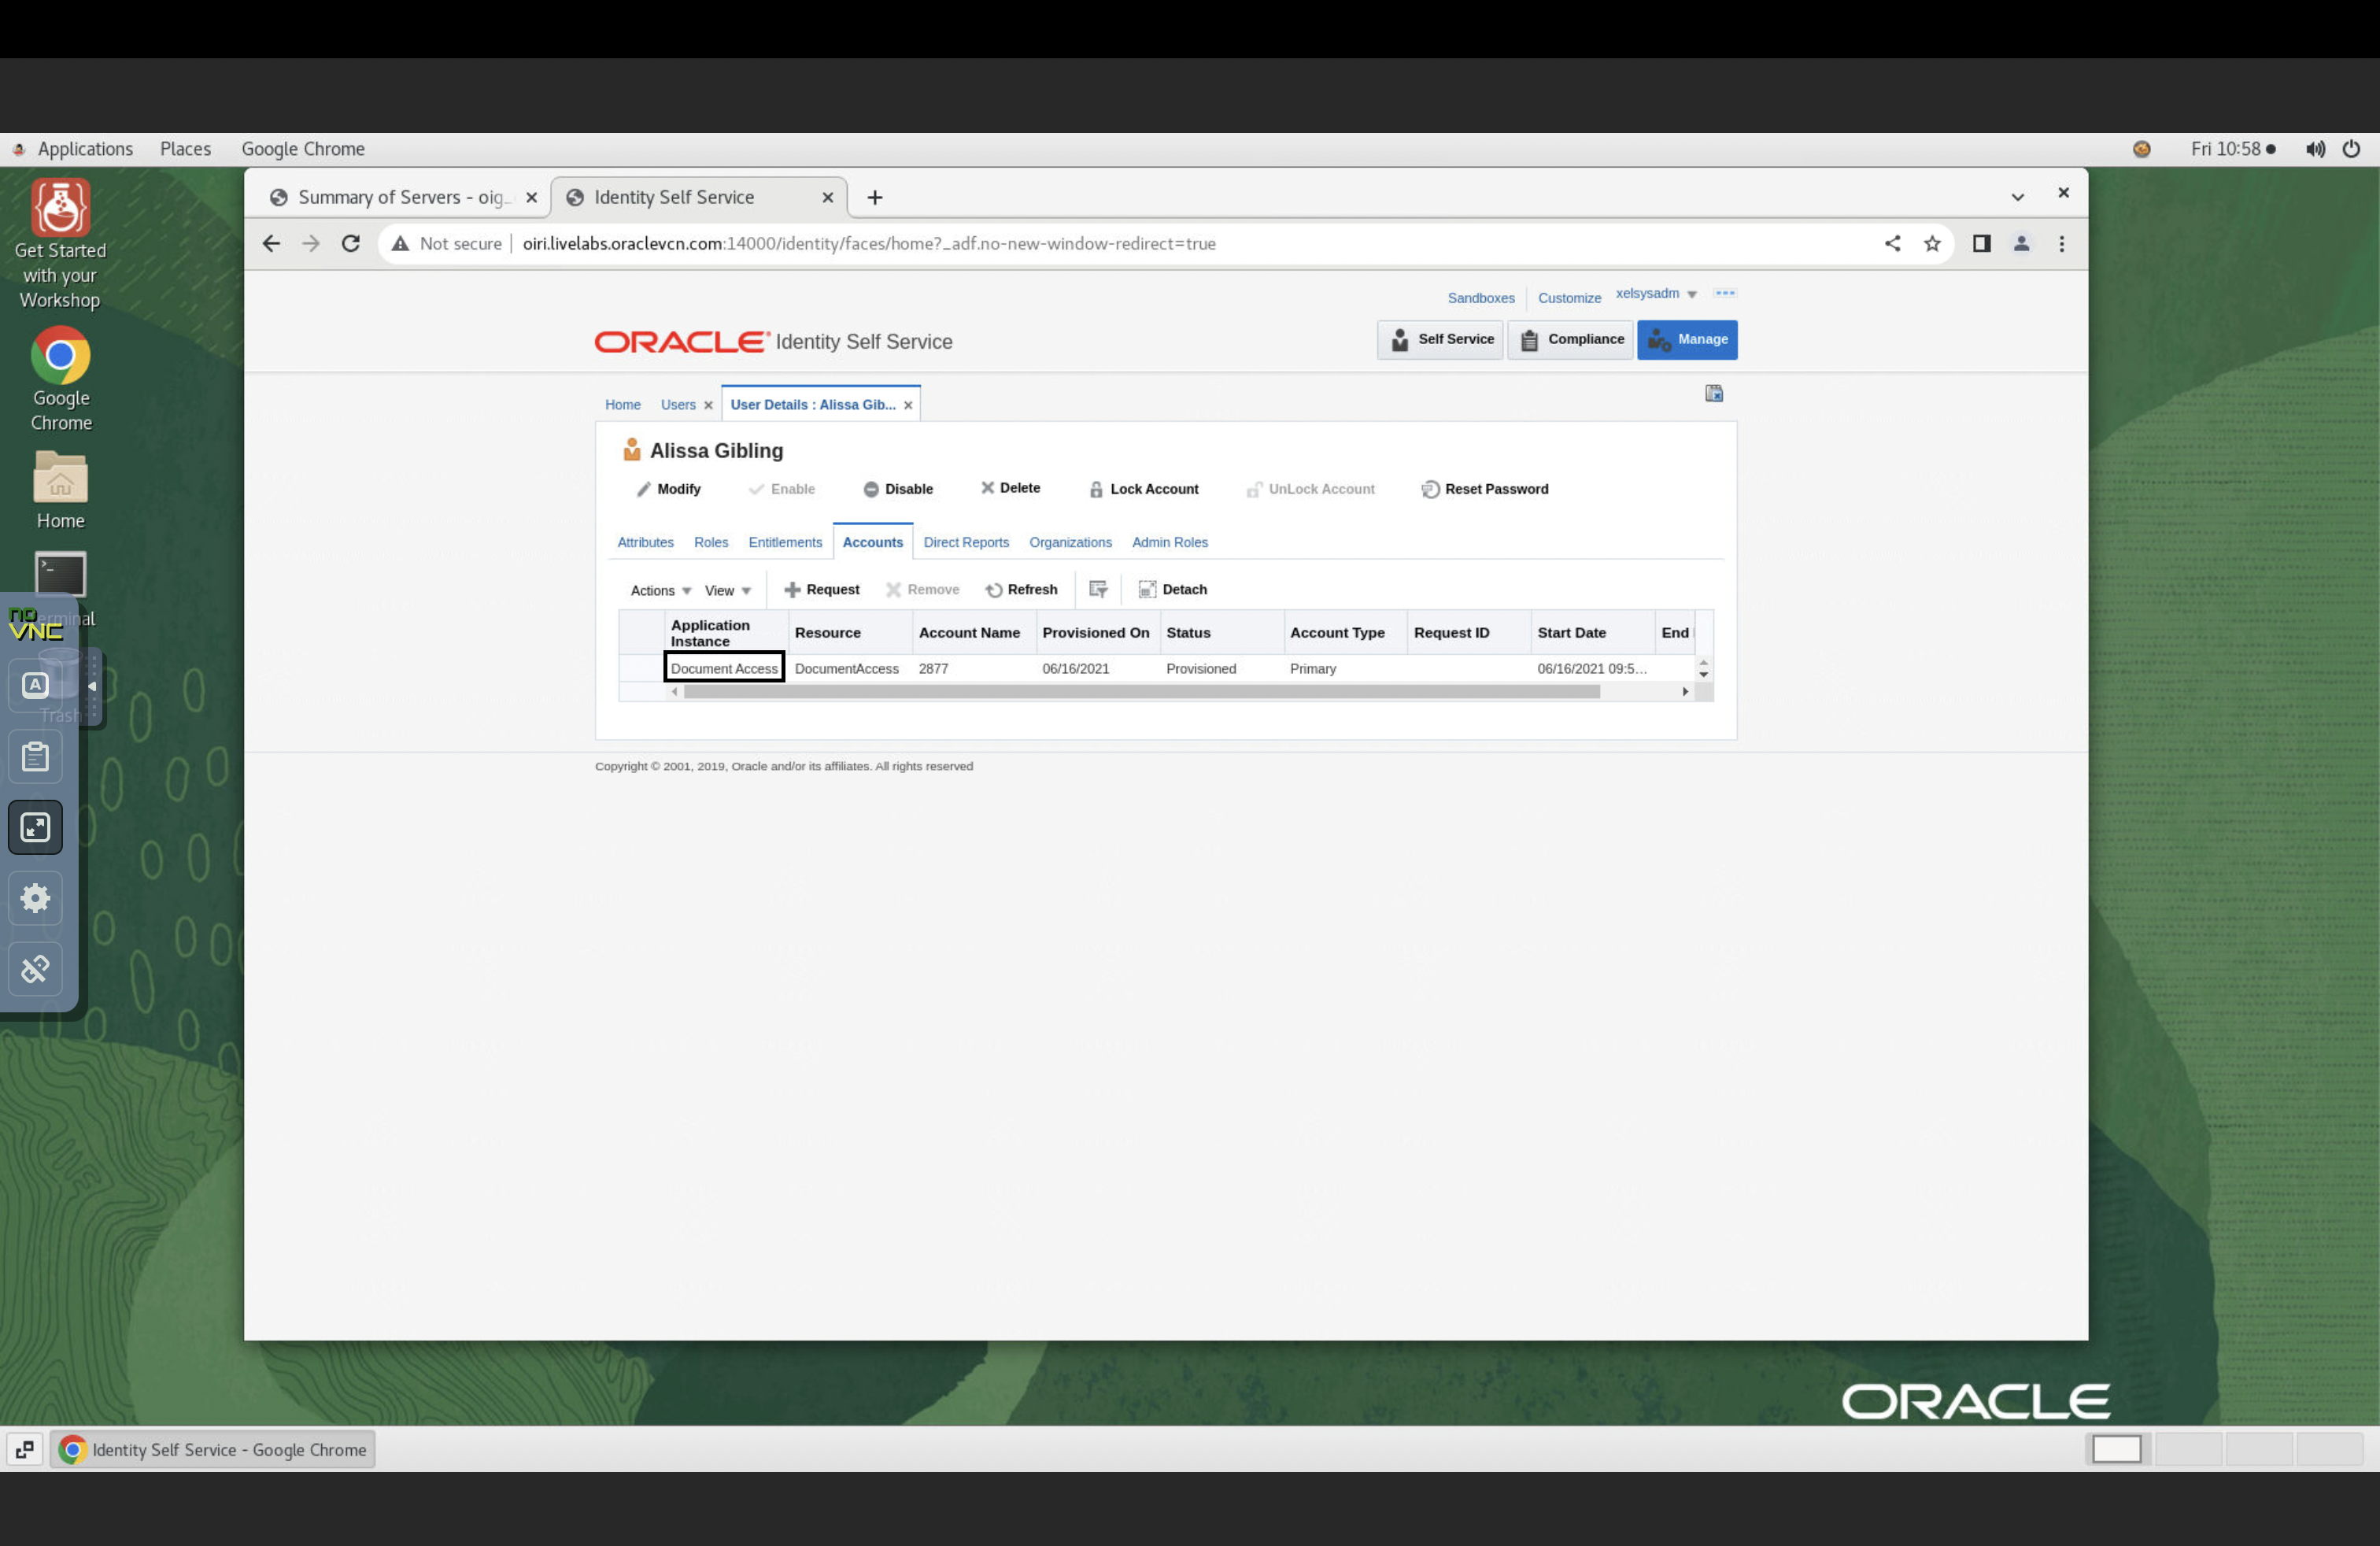 Applications Places Google Chrome Fri 10:58
Get Started
with your
Workshop
Google
Chrome
Home
no
VNC
A
Trash
Summary of Servers - oig_ Identity Self Service
Not secure oiri.livelabs.oraclevcn.com:14000/identity/faces/home?_adf.no-new-window-redirect=true
Sandboxes Customize xelsysadm
ORACLE Identity Self Service Self Service Compliance Manage
Home Users User Details : Alissa Gib...
Alissa Gibling
Modify Enable Disable Delete Lock Account UnLock Account Reset Password
Attributes Roles Entitlements Accounts Direct Reports Organizations Admin Roles
Actions View Request Remove Refresh Detach
Application Instance Resource Account Name Provisioned On Status Account Type Request ID Start Date End
Document Access DocumentAccess 2877 06/16/2021 Provisioned Primary 06/16/2021 09:5...
Copyright © 2001, 2019, Oracle and/or its affiliates. All rights reserved
ORACLE
Identity Self Service - Google Chrome